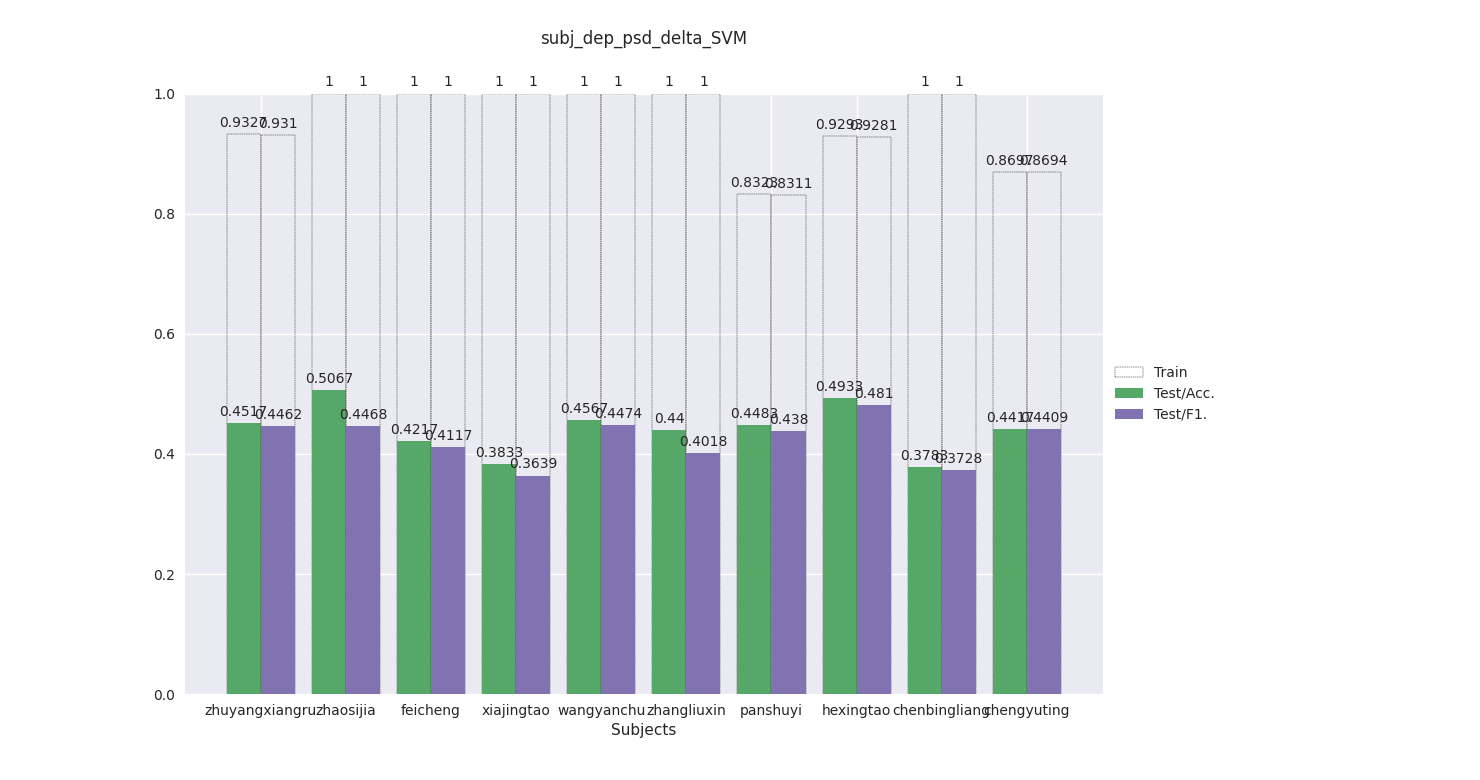 subj_dep_psd_delta_SVM
1 1 1 1 1 1 1 1 1 1 1 1
1.0
0.9327 0.931 0.9293 0.9281
0.8697 0.8694
0.8323 0.8311
0.8
0.6
0.5067
0.4933 0.481
0.4517 0.4462 0.4468 0.4567 0.4474 0.44 0.4483 0.438 0.4417 0.4409
0.4217 0.4117 0.4018
0.4
0.3833 0.3639 0.3783 0.3728
0.2
0.0
zhuyangxiangru zhaosijia feicheng xiajingtao wangyanchu zhangliuxin panshuyi hexingtao chenbingliang chengyuting
Subjects
Train
Test/Acc.
Test/F1.